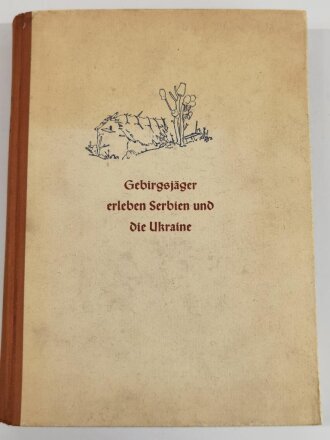 Gebirgsjäger
erleben Serbien und
die Ukraine